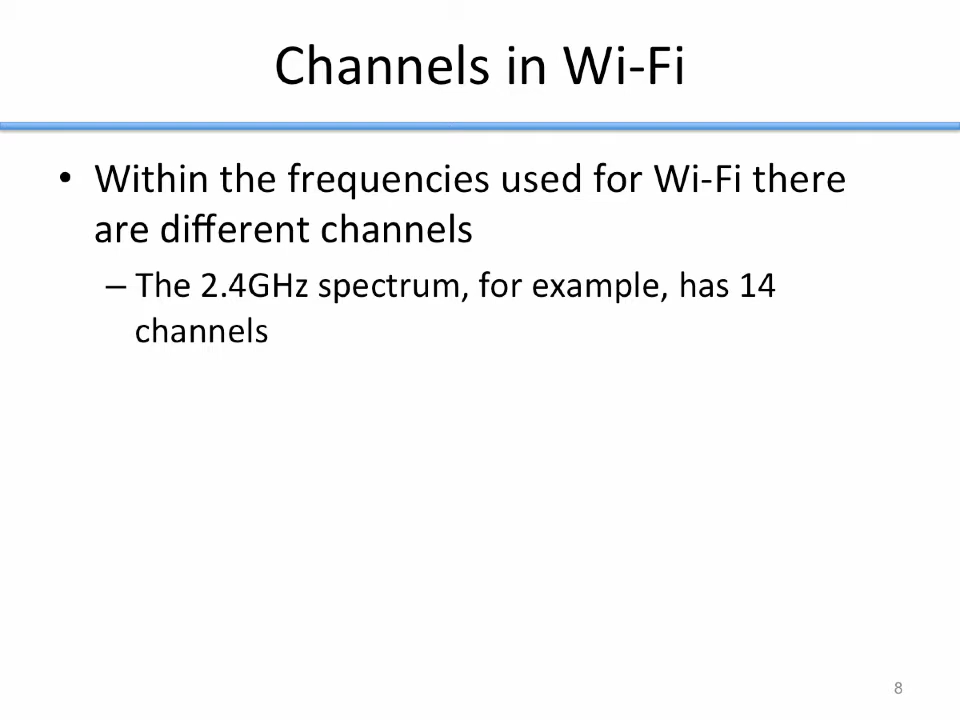 Channels in Wi-Fi
• Within the frequencies used for Wi-Fi there
are different channels
– The 2.4GHz spectrum, for example, has 14
channels
8